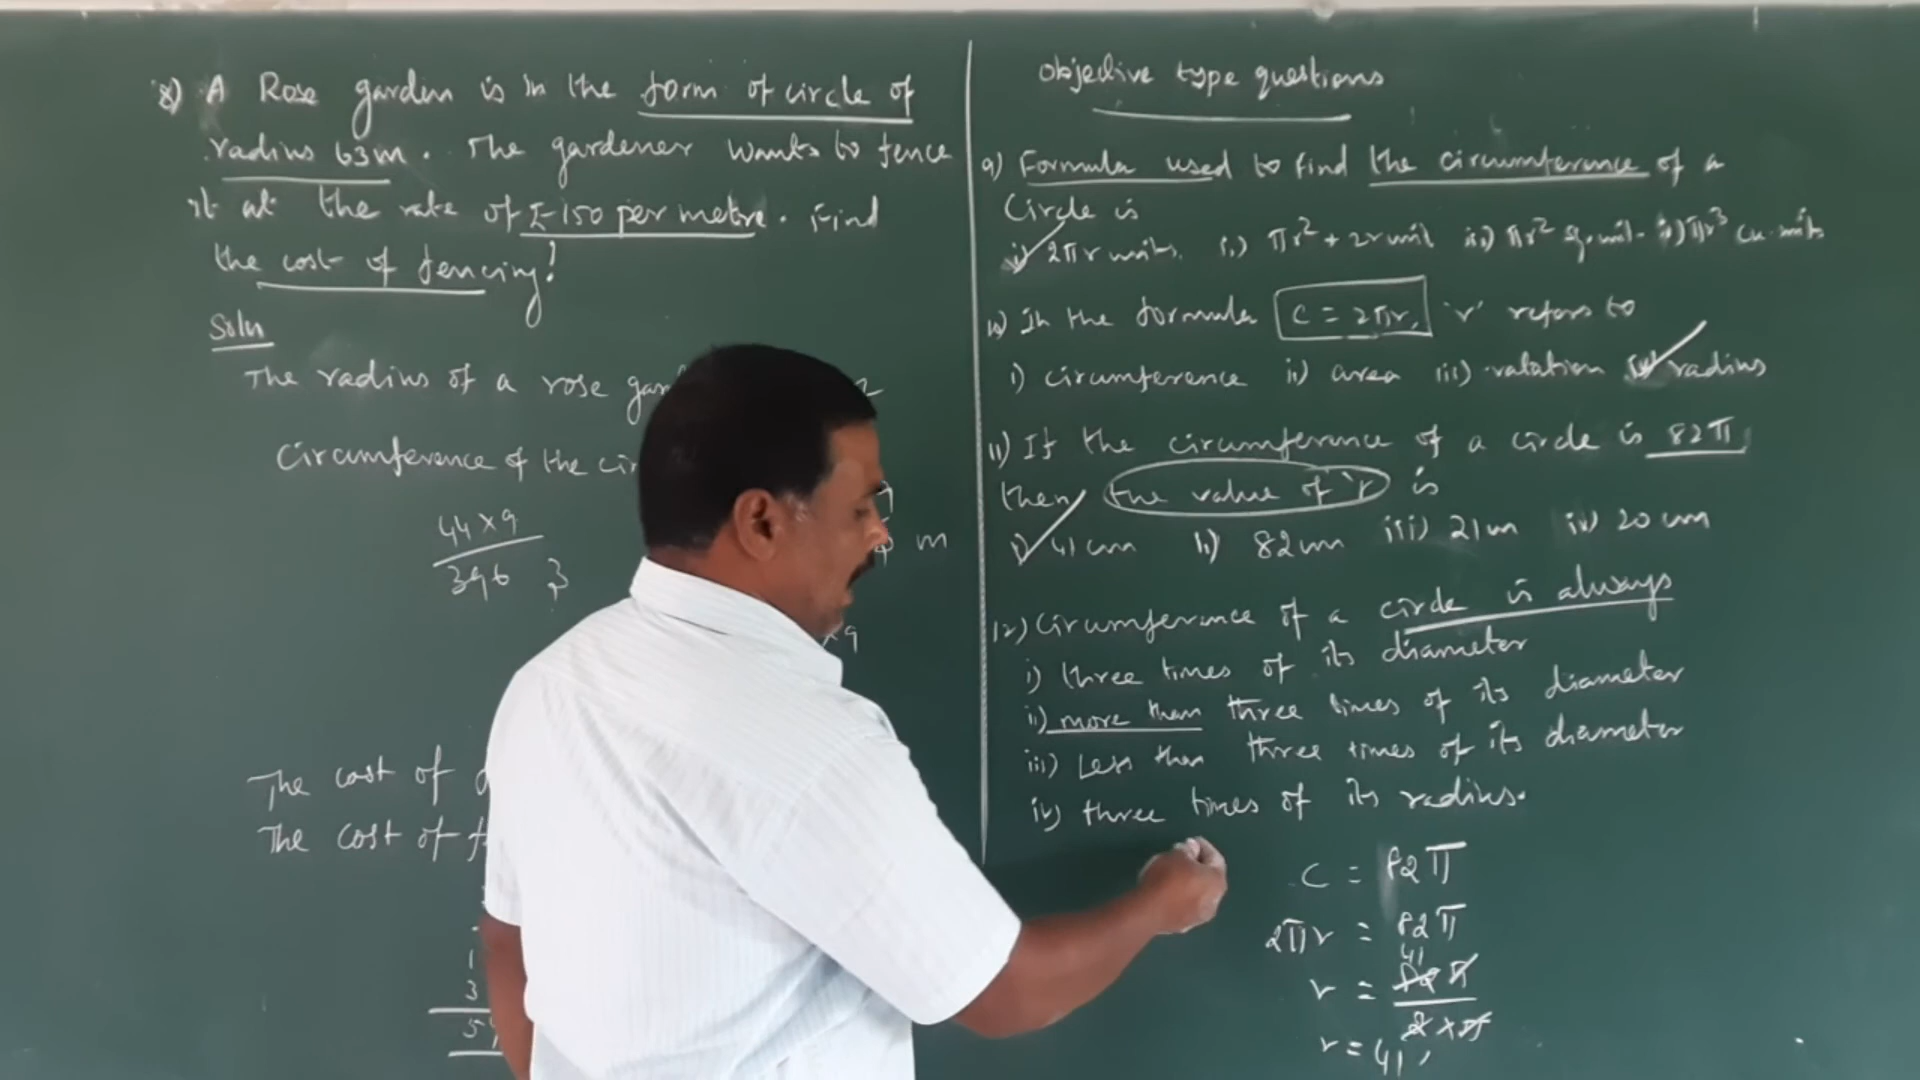 8) A Rose garden is in the form of circle of
radius 63m. The gardener wants to fence
it at the rate of ₹150 per metre. Find
the cost of fencing?
Soln
The radius of a rose
Circumference of the
44 × 9
396 3
m
×9
The cost of
The cost of
1
3
Objective type questions
9) Formula used to find the circumference of a
Circle is
i) 2πr units. ii) πr² + 2r unit iii) πr² sq.unit. iv) πr³ cu.units
10) In the formula C = 2πr, 'r' refers to
i) circumference ii) area iii) rotation iv) radius
11) If the circumference of a circle is 82π
then the value of 'r' is
i) 41 cm ii) 82 cm iii) 21 cm iv) 20 cm
12) Circumference of a circle is always
i) three times of its diameter
ii) more than three times of its diameter
iii) Less than three times of its diameter
iv) three times of its radius.
C = 82π
2πr = 82π
41
r = 82 π
2 × π
r = 41